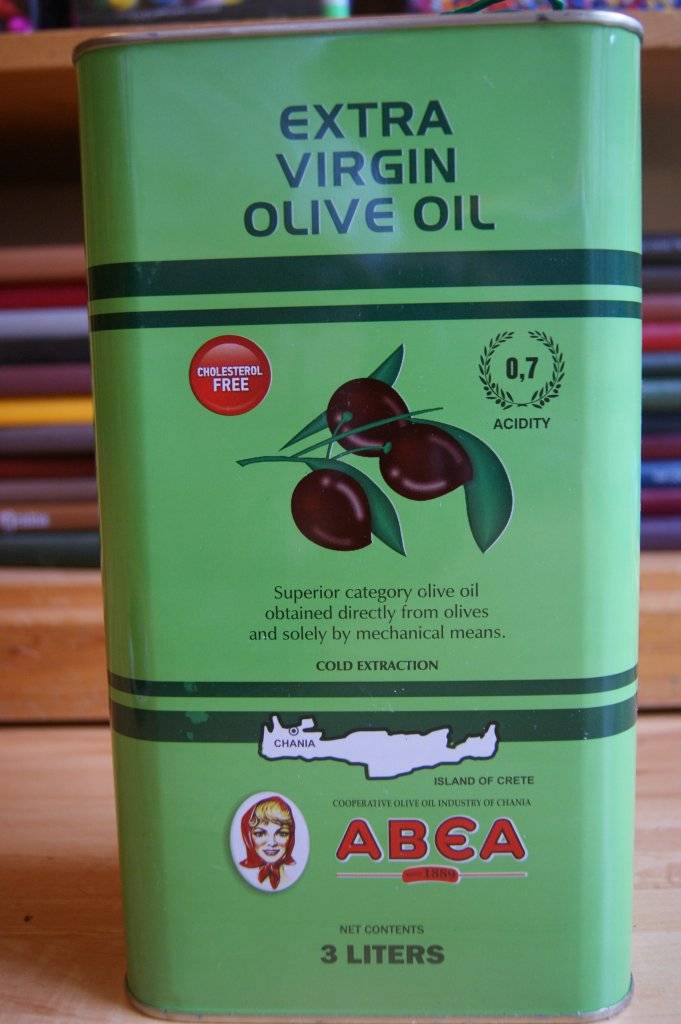 EXTRA
VIRGIN
OLIVE OIL
CHOLESTEROL
FREE
0,7
ACIDITY
Superior category olive oil
obtained directly from olives
and solely by mechanical means.
COLD EXTRACTION
CHANIA
ISLAND OF CRETE
COOPERATIVE OLIVE OIL INDUSTRY OF CHANIA
ABEA
1889
NET CONTENTS
3 LITERS